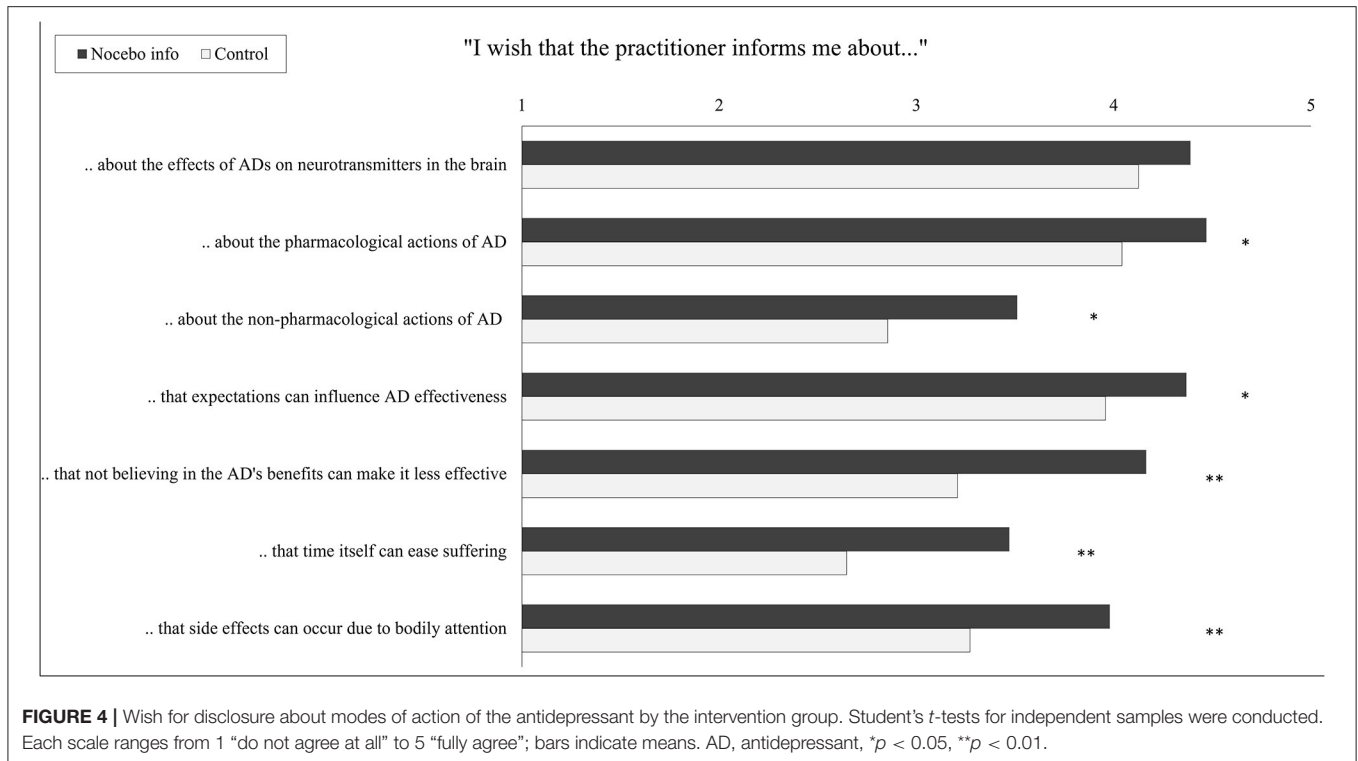 ■ Nocebo info □ Control
"I wish that the practitioner informs me about..."
1 2 3 4 5
.. about the effects of ADs on neurotransmitters in the brain
.. about the pharmacological actions of AD
*
.. about the non-pharmacological actions of AD
*
.. that expectations can influence AD effectiveness
*
.. that not believing in the AD's benefits can make it less effective
**
.. that time itself can ease suffering
**
.. that side effects can occur due to bodily attention
**
FIGURE 4 | Wish for disclosure about modes of action of the antidepressant by the intervention group. Student's t-tests for independent samples were conducted.
Each scale ranges from 1 “do not agree at all” to 5 “fully agree”; bars indicate means. AD, antidepressant, *p < 0.05, **p < 0.01.